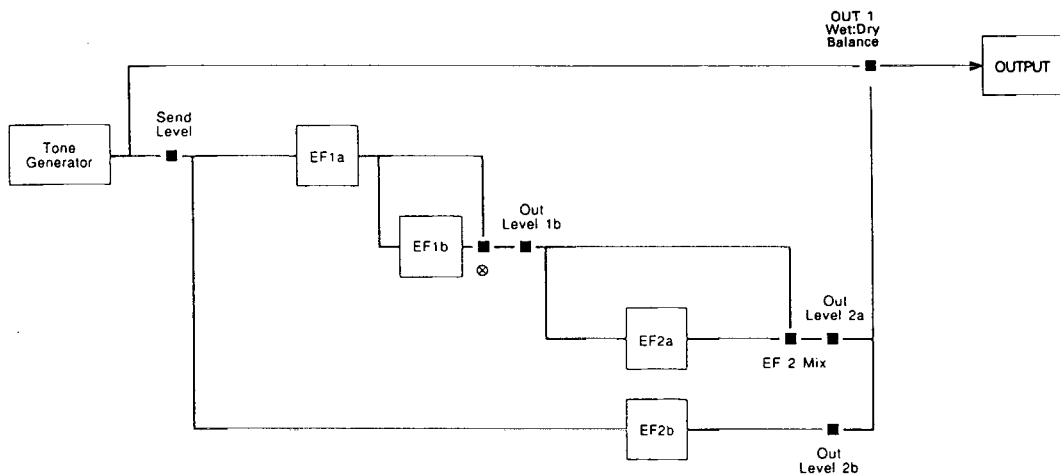 OUT 1
Wet:Dry
Balance
OUTPUT
Send
Level
Tone
Generator
EF1a
Out
Level 1b
EF1b
Out
Level 2a
EF2a
EF 2 Mix
EF2b
Out
Level 2b